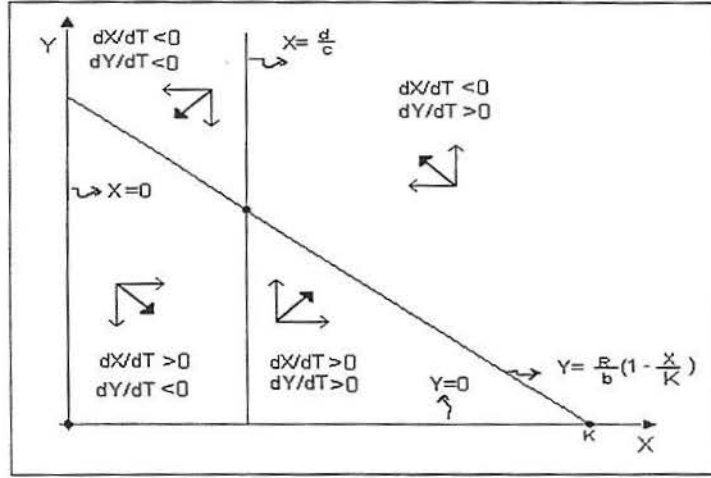 Y
dX/dT<0
dY/dT<0
X= d/c
dX/dT<0
dY/dT>0
X=0
dX/dT>0
dY/dT<0
dX/dT>0
dY/dT>0
Y=0
Y= R/b (1 - X/K)
K
X